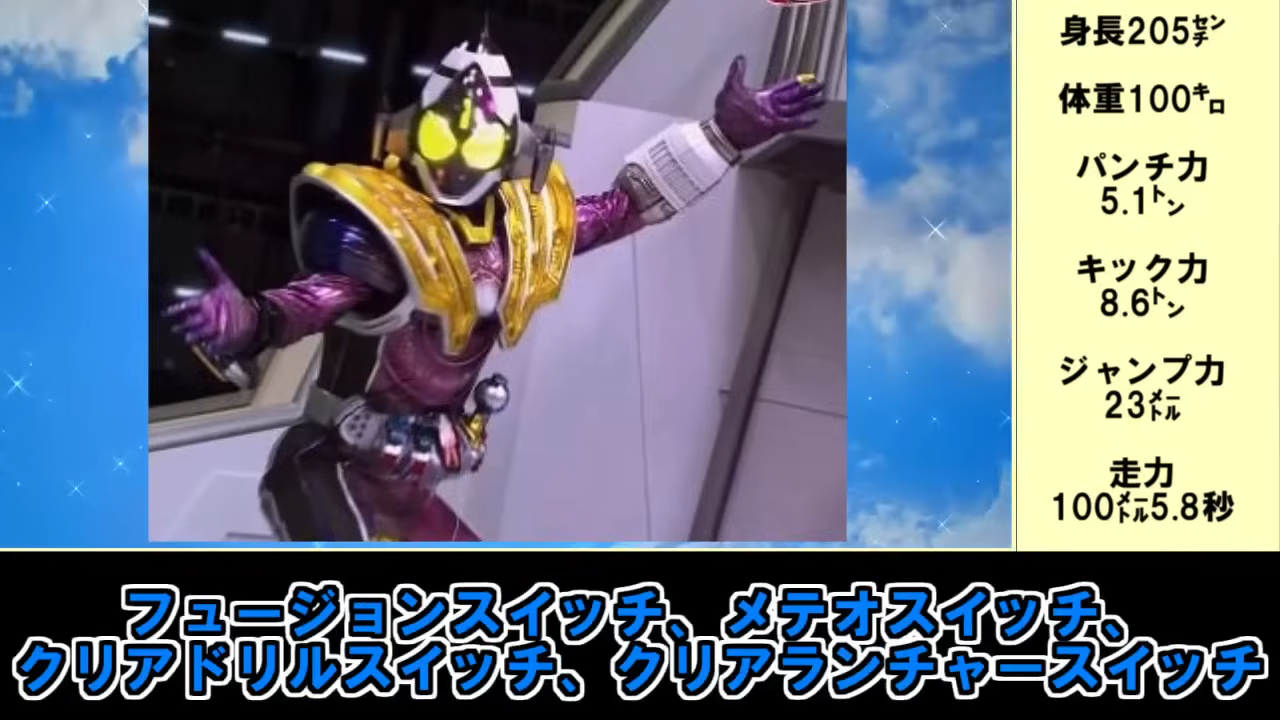 身長205センチ
体重100キロ
パンチ力
5.1トン
キック力
8.6トン
ジャンプ力
23メートル
走力
100メートル5.8秒
フュージョンスイッチ、メテオスイッチ、
クリアドリルスイッチ、クリアランチャースイッチ